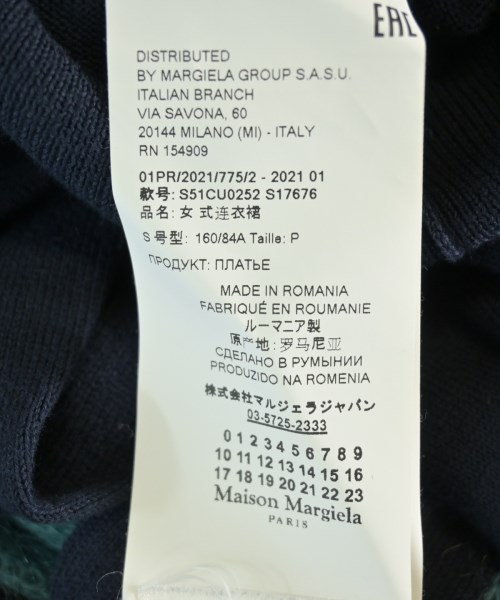 EAC
DISTRIBUTED
BY MARGIELA GROUP S.A.S.U.
ITALIAN BRANCH
VIA SAVONA, 60
20144 MILANO (MI) - ITALY
RN 154909
01PR/2021/775/2 - 2021 01
款号: S51CU0252 S17676
品名: 女 式连衣裙
S 号型: 160/84A Taille: P
ПРОДУКТ: ПЛАТЬЕ
MADE IN ROMANIA
FABRIQUÉ EN ROUMANIE
ルーマニア製
原产地: 罗马尼亚
СДЕЛАНО В РУМЫНИИ
PRODUZIDO NA ROMENIA
株式会社マルジェラジャパン
03-5725-2333
0 1 2 3 4 5 6 7 8 9
10 11 12 13 14 15 16
17 18 19 20 21 22 23
Maison Margiela
PARIS